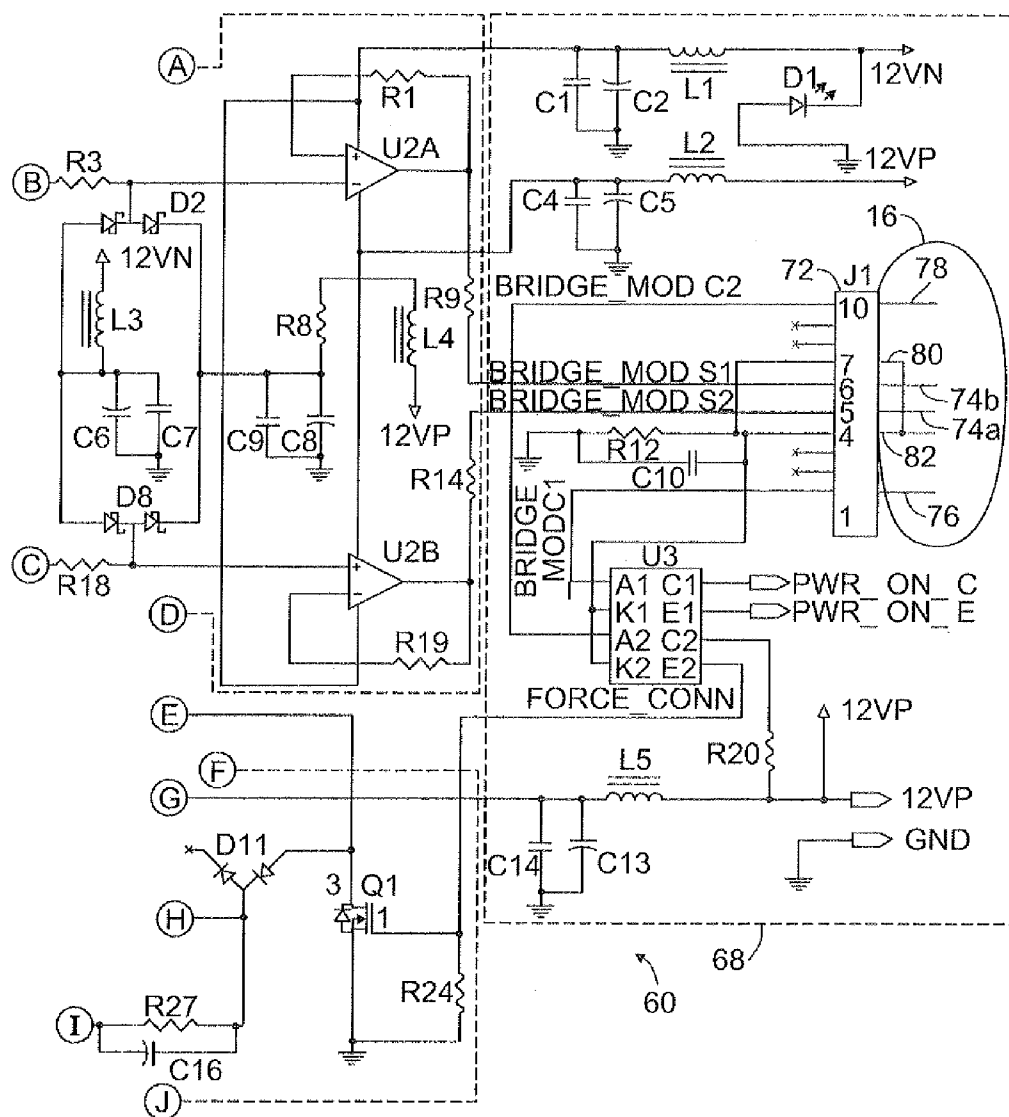 A
R1
12VN
C1
C2
L1
D1
U2A
+
-
L2
12VP
R3
B
D2
C4
C5
16
12VN
BRIDGE_MOD C2
72
J1
78
10
L3
R8
L4
R9
7
80
BRIDGE_MOD S1
6
74b
BRIDGE_MOD S2
5
74a
C6
C7
C9
C8
12VP
R12
4
82
C10
R14
D8
BRIDGE
MODC1
76
1
U2B
C
+
-
R18
U3
A1 C1
PWR_ON_C
D
K1 E1
PWR_ON_E
R19
A2 C2
K2 E2
FORCE_CONN
E
12VP
F
R20
L5
G
12VP
D11
C14
C13
GND
3
Q1
1
H
68
60
R24
R27
I
C16
J